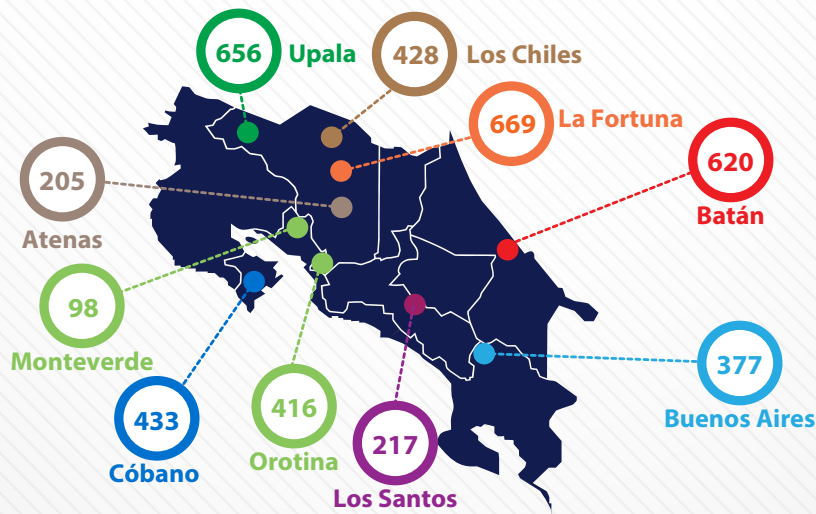 656 Upala
428 Los Chiles
669 La Fortuna
205
Atenas
620
Batán
98
Monteverde
377
Buenos Aires
433
Cóbano
416
Orotina
217
Los Santos